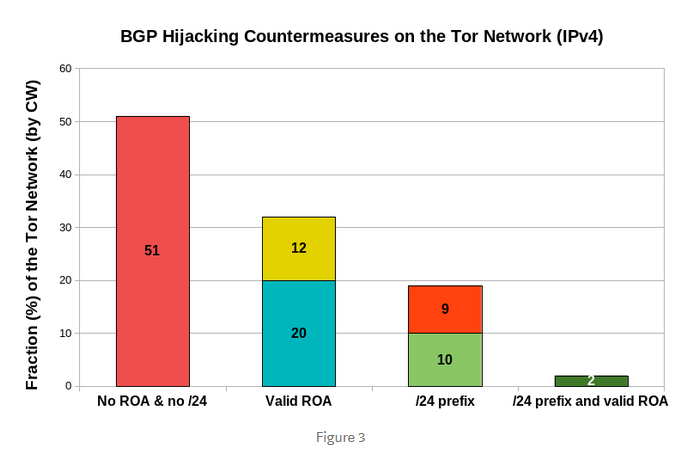 BGP Hijacking Countermeasures on the Tor Network (IPv4)
Fraction (%) of the Tor Network (by CW)
60
50
40
30
20
10
0
51
12
20
9
10
2
No ROA & no /24
Valid ROA
/24 prefix
/24 prefix and valid ROA
Figure 3